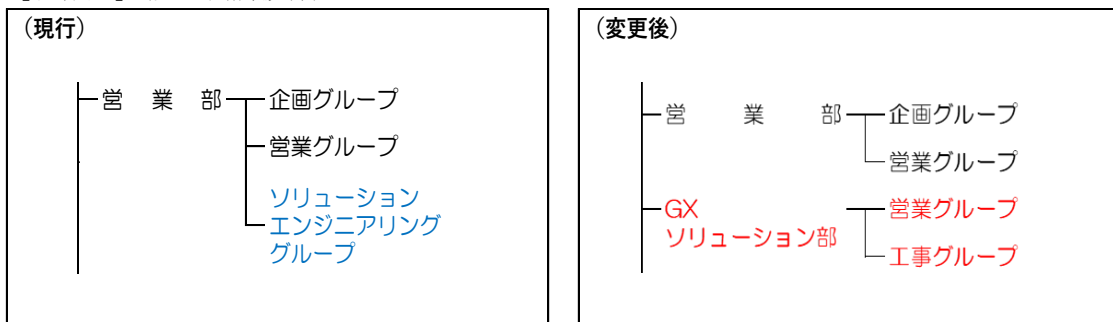 （現行）
営業部 企画グループ
営業グループ
ソリューション
エンジニアリング
グループ
（変更後）
営業部 企画グループ
営業グループ
GX 営業グループ
ソリューション部
工事グループ